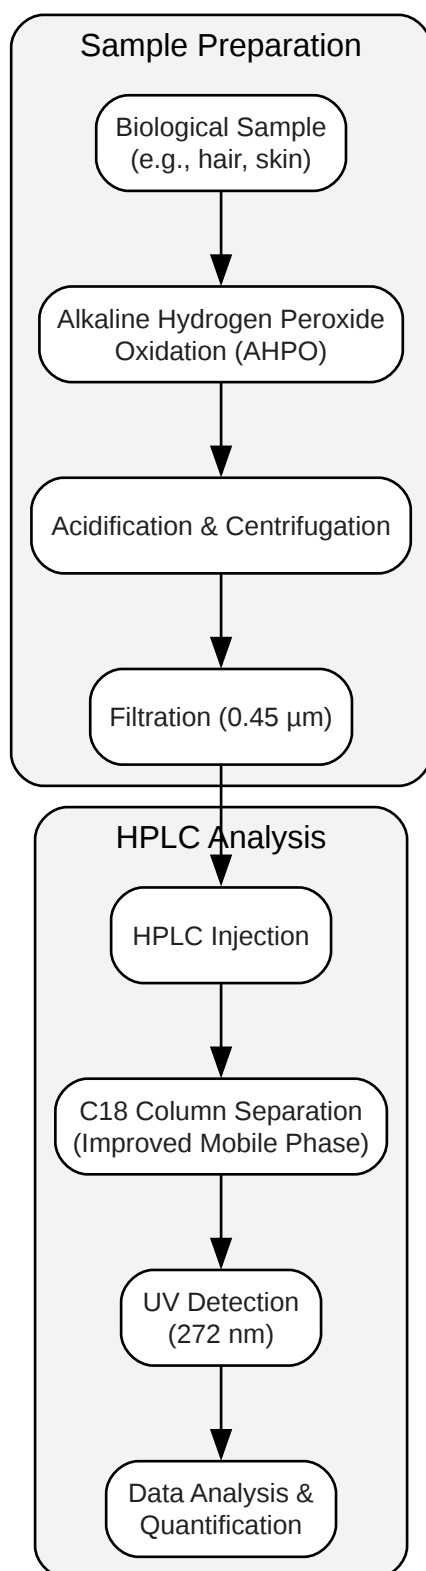 Sample Preparation
Biological Sample
(e.g., hair, skin)
Alkaline Hydrogen Peroxide
Oxidation (AHPO)
Acidification & Centrifugation
Filtration (0.45 µm)
HPLC Analysis
HPLC Injection
C18 Column Separation
(Improved Mobile Phase)
UV Detection
(272 nm)
Data Analysis &
Quantification